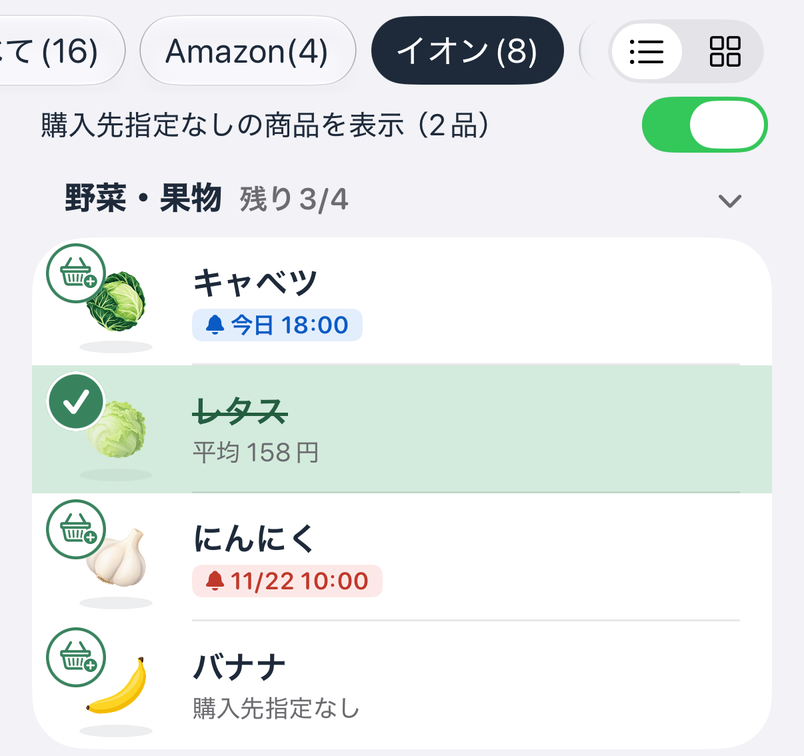 て(16)
Amazon(4)
イオン(8)
購入先指定なしの商品を表示（2品）
野菜・果物 残り3/4
キャベツ
今日 18:00
レタス
平均 158円
にんにく
11/22 10:00
バナナ
購入先指定なし